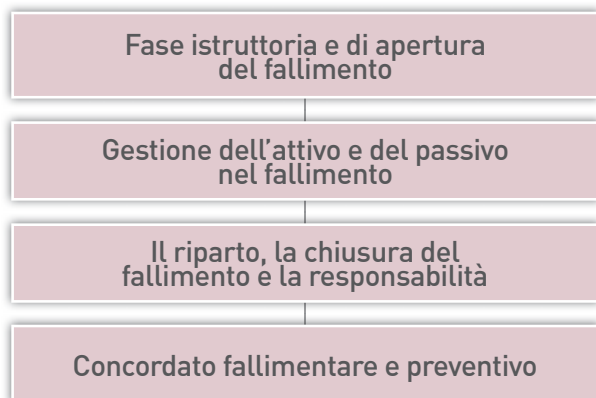 Fase istruttoria e di apertura
del fallimento
Gestione dell'attivo e del passivo
nel fallimento
Il riparto, la chiusura del
fallimento e la responsabilità
Concordato fallimentare e preventivo